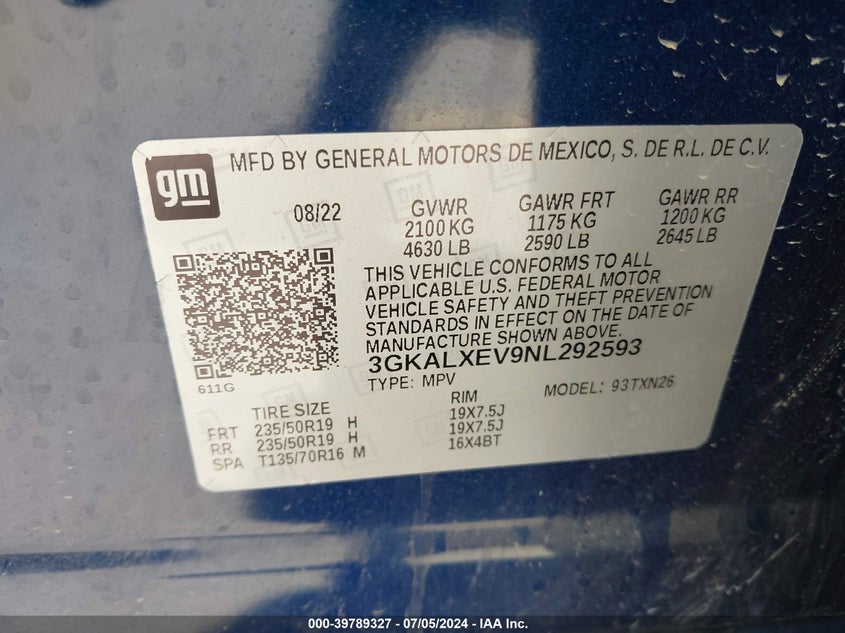 gm
MFD BY GENERAL MOTORS DE MEXICO, S. DE R.L. DE C.V.
08/22 GVWR GAWR FRT GAWR RR
2100 KG 1175 KG 1200 KG
4630 LB 2590 LB 2645 LB
THIS VEHICLE CONFORMS TO ALL
APPLICABLE U.S. FEDERAL MOTOR
VEHICLE SAFETY AND THEFT PREVENTION
STANDARDS IN EFFECT ON THE DATE OF
MANUFACTURE SHOWN ABOVE.
3GKALXEV9NL292593
611G
TYPE: MPV MODEL: 93TXN26
TIRE SIZE RIM
FRT 235/50R19 H 19X7.5J
RR 235/50R19 H 19X7.5J
SPA T135/70R16 M 16X4BT
000-39789327 - 07/05/2024 - IAA Inc.